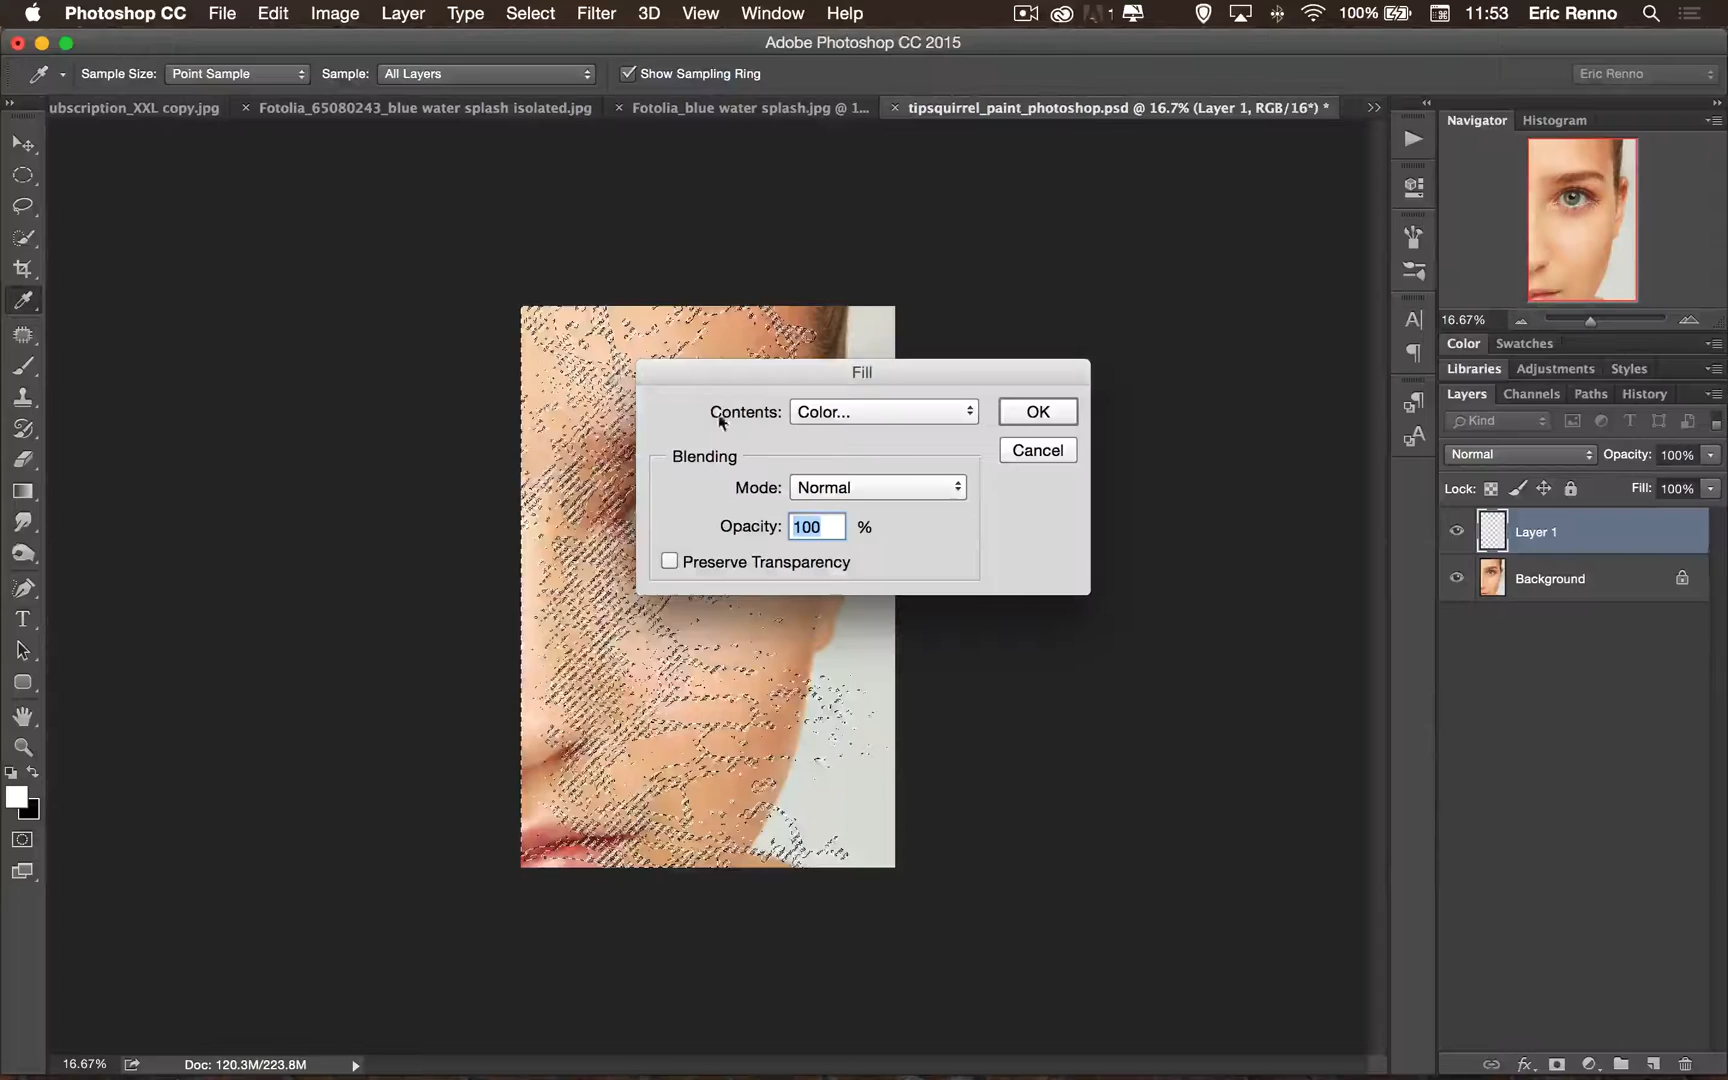 Photoshop CC File Edit Image Layer Type Select Filter 3D View Window Help 1 100% 11:53 Eric Renno
Adobe Photoshop CC 2015
Sample Size: Point Sample Sample: All Layers Show Sampling Ring Eric Renno
ubscription_XXL copy.jpg × Fotolia_65080243_blue water splash isolated.jpg × Fotolia_blue water splash.jpg @ 1... × tipsquirrel_paint_photoshop.psd @ 16.7% (Layer 1, RGB/16*) *
Navigator Histogram
16.67%
Color Swatches
Libraries Adjustments Styles
Layers Channels Paths History
Kind
Normal Opacity: 100%
Lock: Fill: 100%
Layer 1
Background
Fill
Contents: Color... OK
Cancel
Blending
Mode: Normal
Opacity: 100 %
Preserve Transparency
16.67% Doc: 120.3M/223.8M